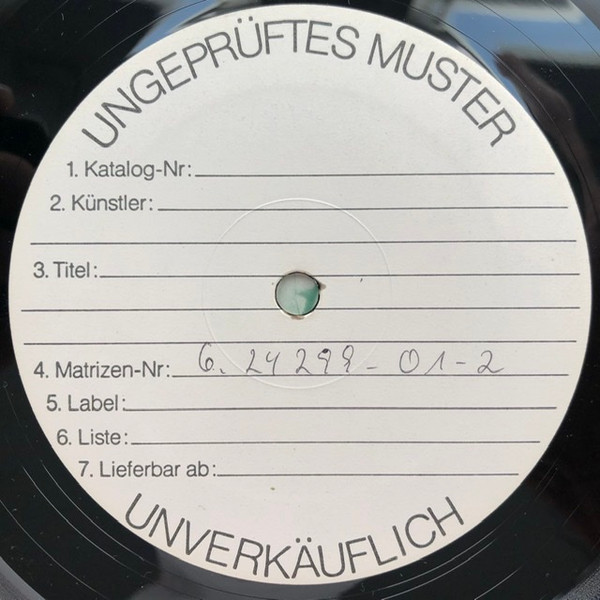 UNGEPRÜFTES MUSTER
1. Katalog-Nr:
2. Künstler:
3. Titel:
4. Matrizen-Nr: 6. 24299-01-2
5. Label:
6. Liste:
7. Lieferbar ab:
UNVERKÄUFLICH